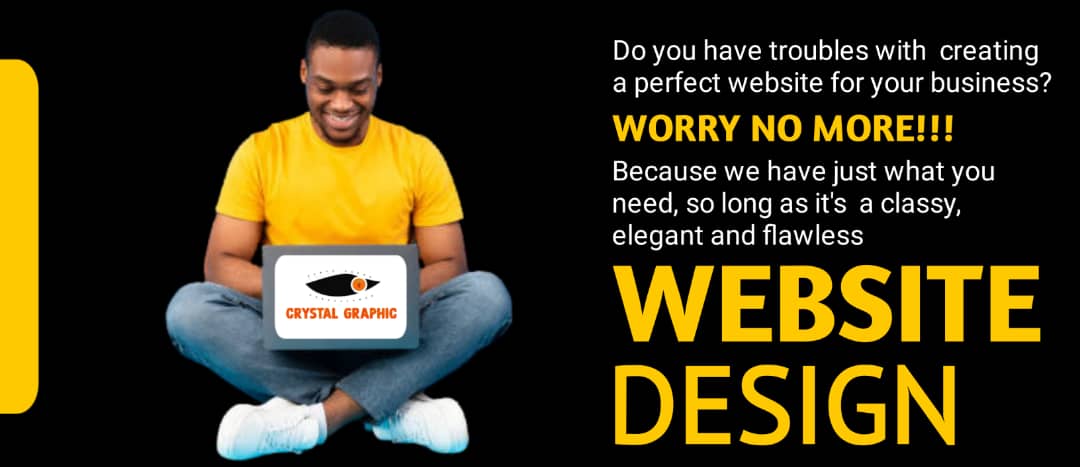 Do you have troubles with  creating
a perfect website for your business?
WORRY NO MORE!!!
Because we have just what you
need, so long as it's  a classy,
elegant and flawless
WEBSITE
DESIGN
CRYSTAL GRAPHIC